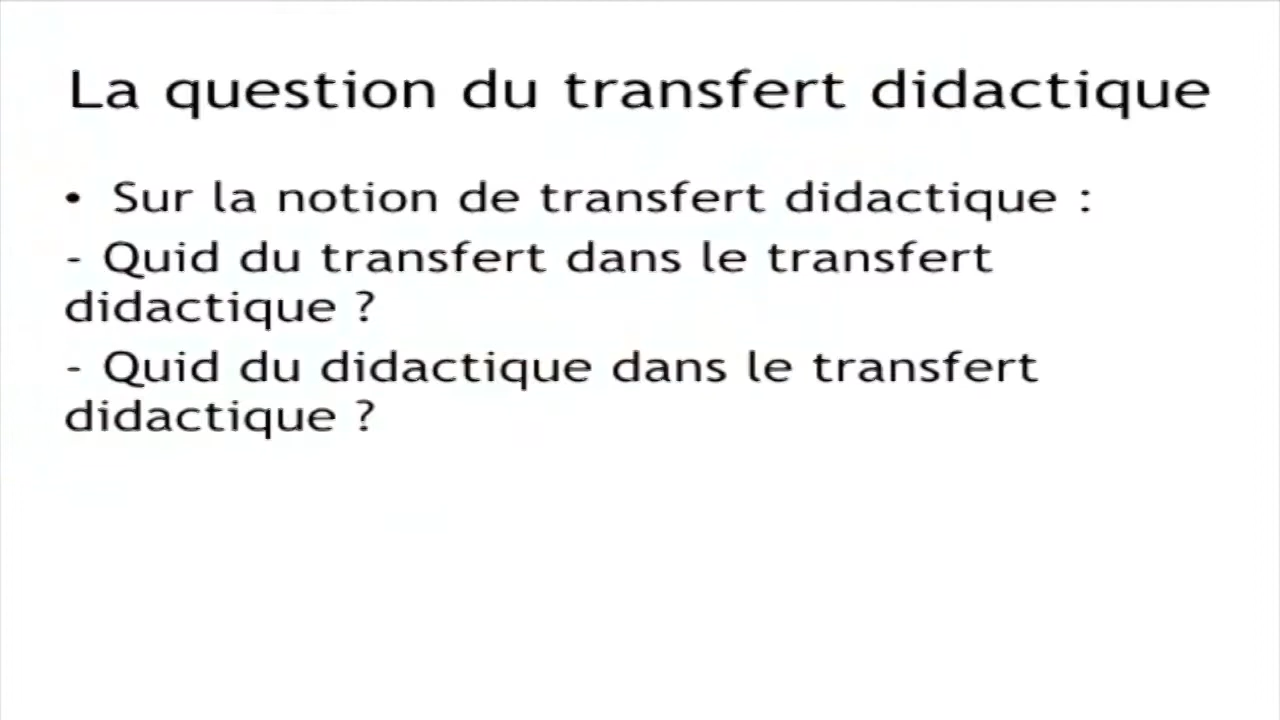 La question du transfert didactique
• Sur la notion de transfert didactique :
- Quid du transfert dans le transfert
didactique ?
- Quid du didactique dans le transfert
didactique ?